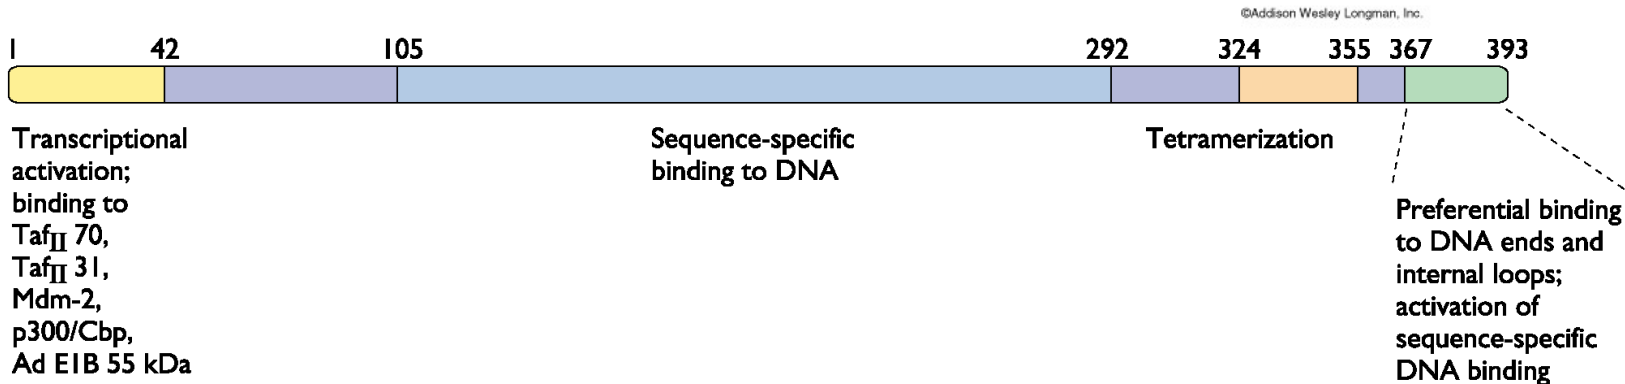 ©Addison Wesley Longman, Inc.
1 42 105 292 324 355 367 393
Transcriptional
activation;
binding to
Taf_II 70,
Taf_II 31,
Mdm-2,
p300/Cbp,
Ad E1B 55 kDa
Sequence-specific
binding to DNA
Tetramerization
Preferential binding
to DNA ends and
internal loops;
activation of
sequence-specific
DNA binding